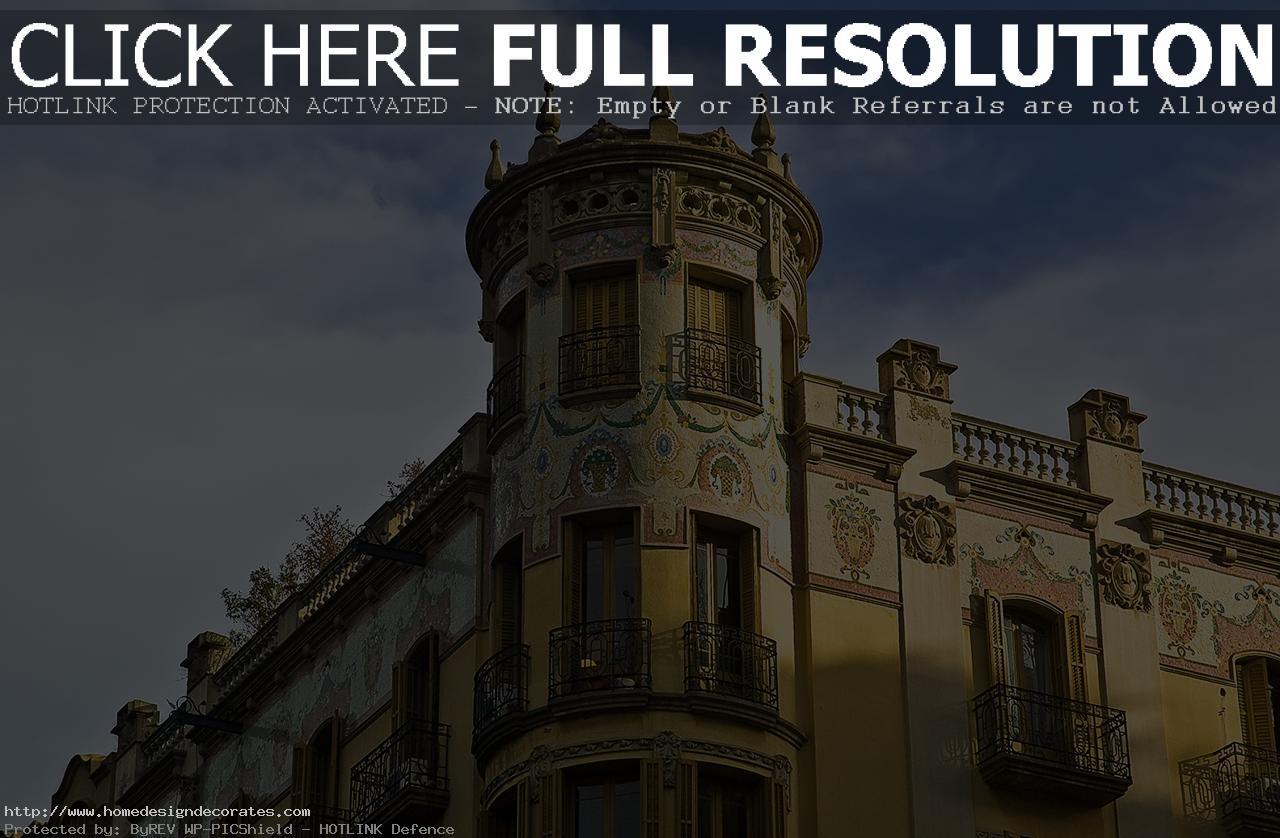 CLICK HERE FULL RESOLUTION
HOTLINK PROTECTION ACTIVATED - NOTE: Empty or Blank Referrals are not Allowed
http://www.homedesigndecorates.com
Protected by: ByREV WP-PICShield - HOTLINK Defence